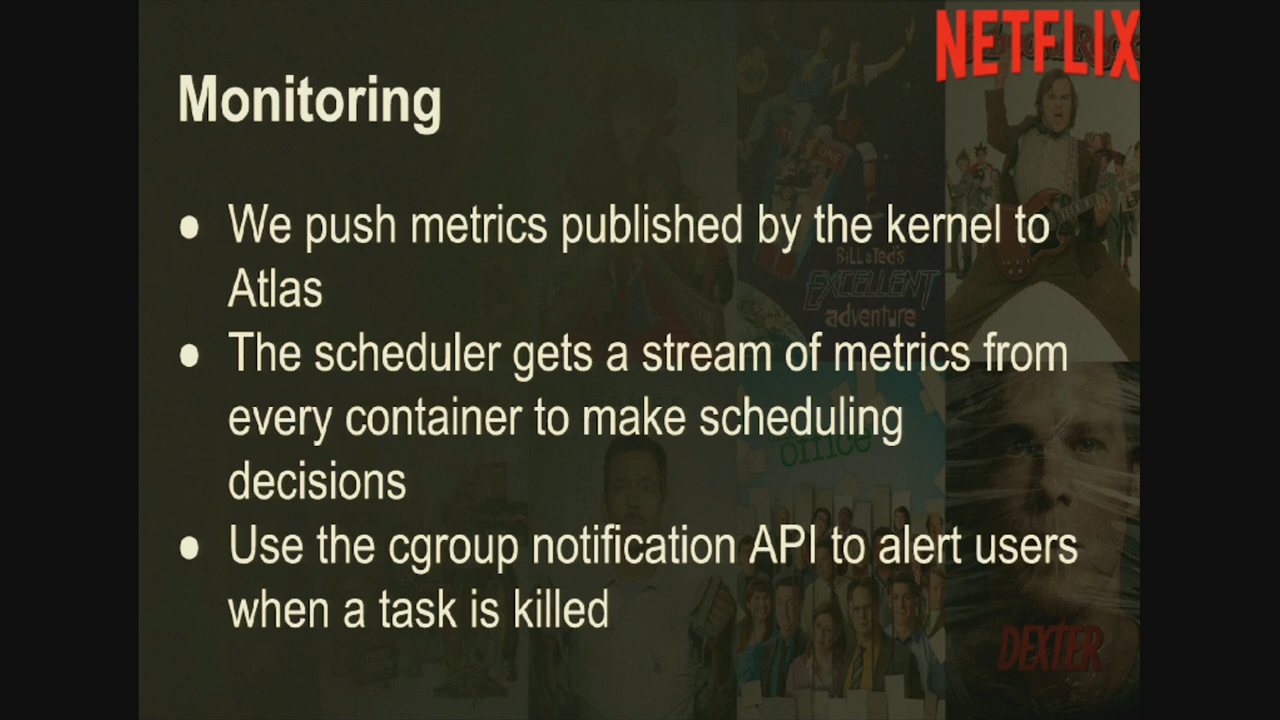 NETFLIX
Monitoring
● We push metrics published by the kernel to
Atlas
● The scheduler gets a stream of metrics from
every container to make scheduling
decisions
● Use the cgroup notification API to alert users
when a task is killed
BILL & TED'S
EXCELLENT
adventure
office
DEXTER